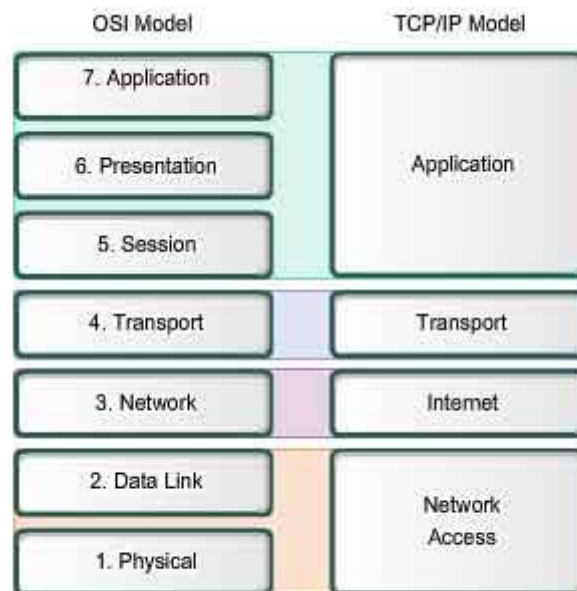 OSI Model
TCP/IP Model
7. Application
6. Presentation
5. Session
Application
4. Transport
Transport
3. Network
Internet
2. Data Link
1. Physical
Network
Access